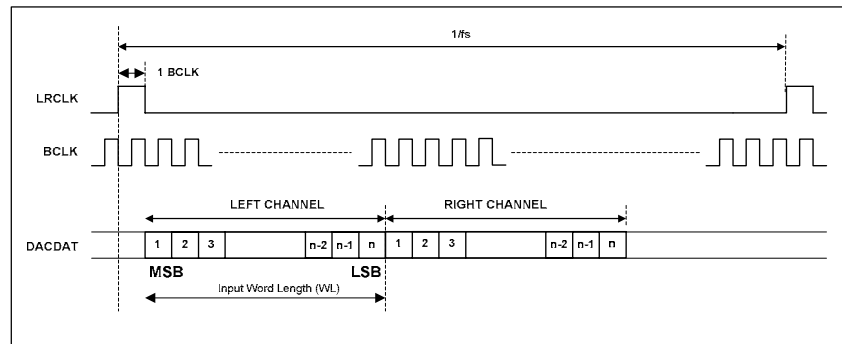 1/fs
1 BCLK
LRCLK
BCLK
LEFT CHANNEL RIGHT CHANNEL
DACDAT 1 2 3 n-2 n-1 n 1 2 3 n-2 n-1 n
MSB LSB
Input Word Length (WL)